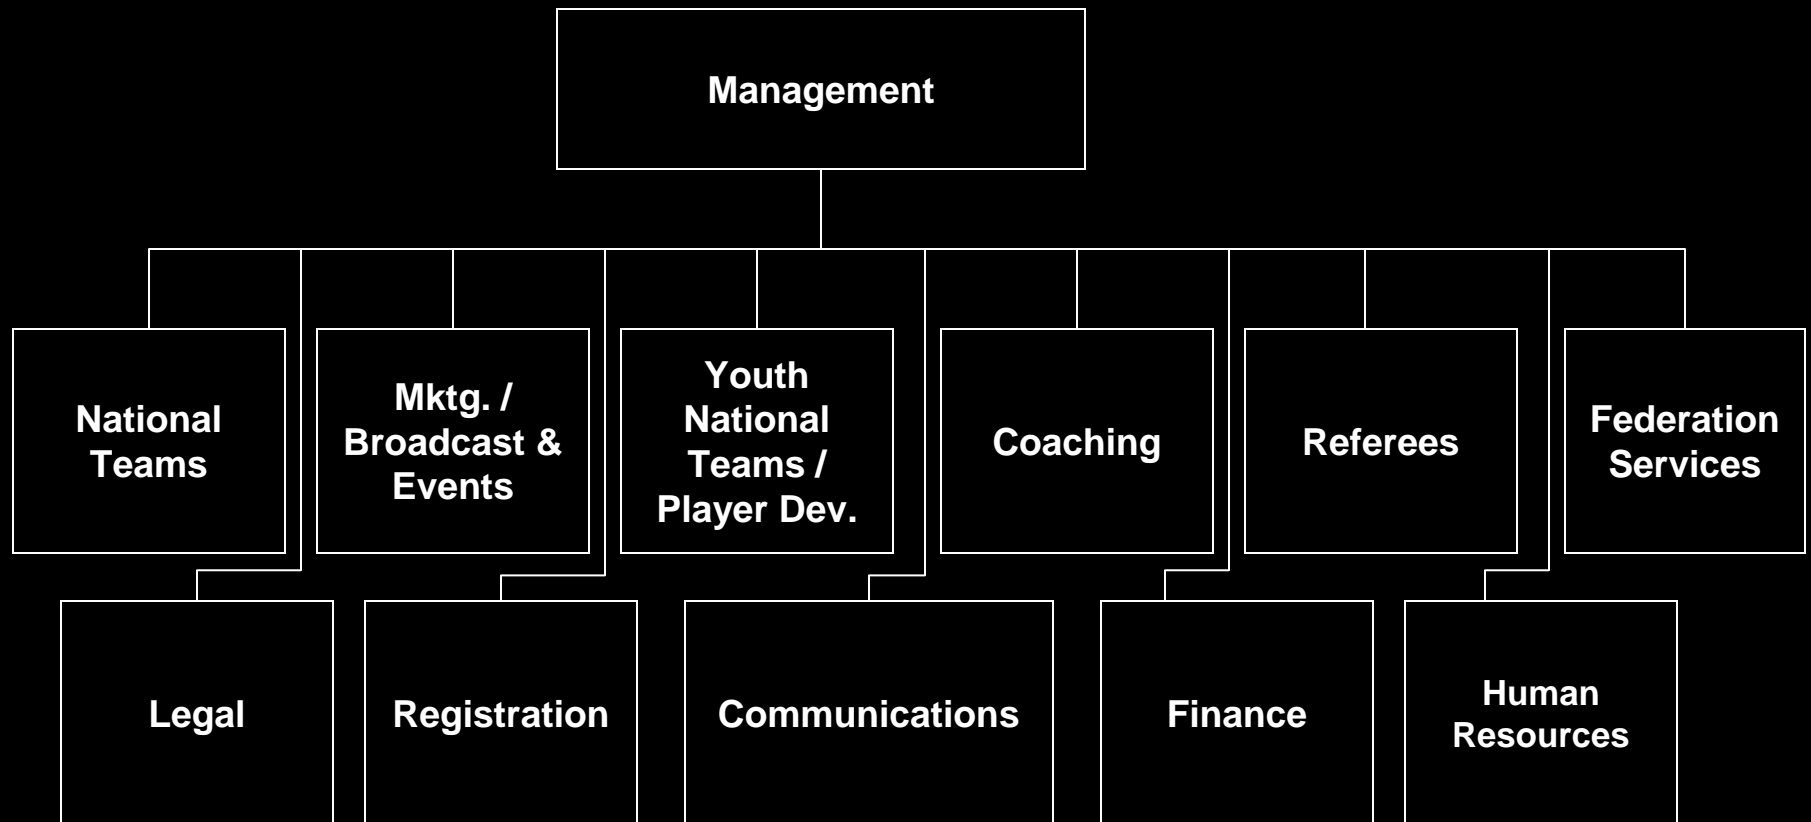 Management
National
Teams
Mktg. /
Broadcast &
Events
Youth
National
Teams /
Player Dev.
Coaching
Referees
Federation
Services
Legal
Registration
Communications
Finance
Human
Resources